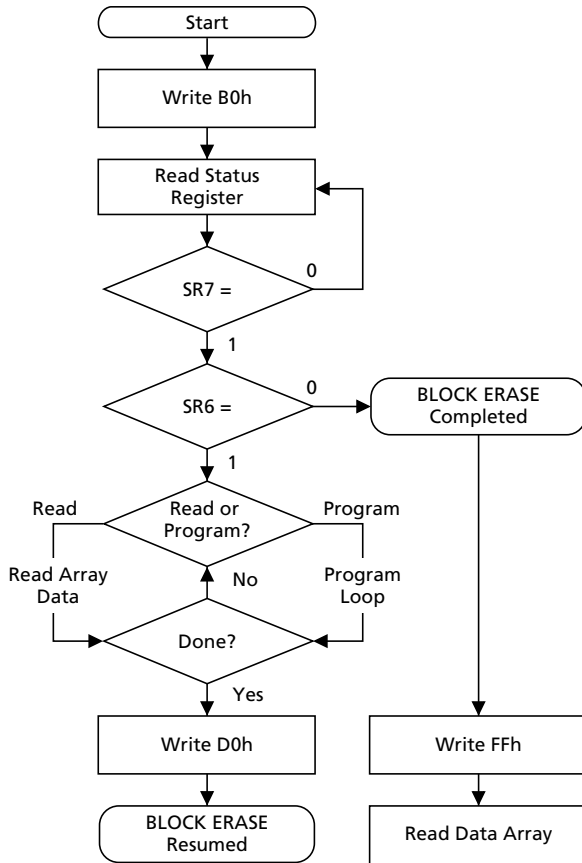 Start
Write B0h
Read Status
Register
0
SR7 =
1
0
SR6 =
BLOCK ERASE
Completed
1
Read
Read or
Program?
Program
Read Array
Data
No
Program
Loop
Done?
Yes
Write D0h
Write FFh
BLOCK ERASE
Resumed
Read Data Array